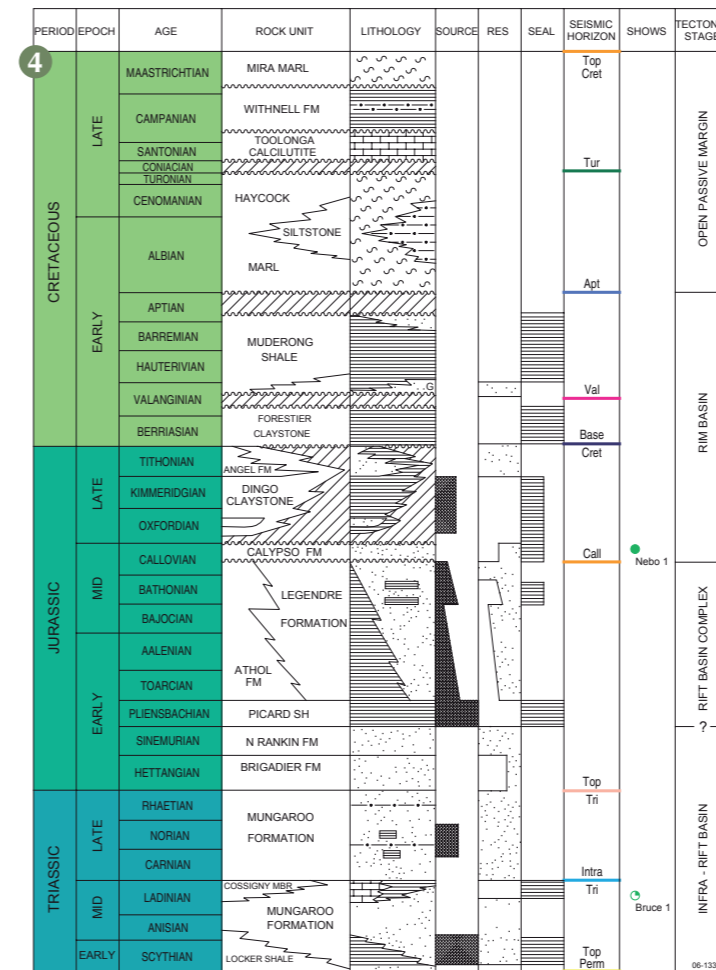 PERIOD EPOCH AGE ROCK UNIT LITHOLOGY SOURCE RES SEAL SEISMIC HORIZON SHOWS TECTON STAGE
4
CRETACEOUS
LATE
EARLY
MAASTRICHTIAN
CAMPANIAN
SANTONIAN
CONIACIAN
TURONIAN
CENOMANIAN
ALBIAN
APTIAN
BARREMIAN
HAUTERIVIAN
VALANGINIAN
BERRIASIAN
JURASSIC
LATE
MID
EARLY
TITHONIAN
KIMMERIDGIAN
OXFORDIAN
CALLOVIAN
BATHONIAN
BAJOCIAN
AALENIAN
TOARCIAN
PLIENSBACHIAN
SINEMURIAN
HETTANGIAN
TRIASSIC
LATE
MID
EARLY
RHAETIAN
NORIAN
CARNIAN
LADINIAN
ANISIAN
SCYTHIAN
MIRA MARL
WITHNELL FM
TOOLONGA
CALCILUTITE
HAYCOCK
SILTSTONE
MARL
MUDERONG
SHALE
FORESTIER
CLAYSTONE
ANGEL FM
DINGO
CLAYSTONE
CALYPSO FM
LEGENDRE
FORMATION
ATHOL
FM
PICARD SH
N RANKIN FM
BRIGADIER FM
MUNGAROO
FORMATION
COSSIGNY MBR
MUNGAROO
FORMATION
LOCKER SHALE
G
Top
Cret
Tur
Apt
Val
Base
Cret
Call
Top
Tri
Intra
Tri
Top
Perm
Nebo 1
Bruce 1
OPEN PASSIVE MARGIN
RIM BASIN
RIFT BASIN COMPLEX
?
INFRA - RIFT BASIN
06-133